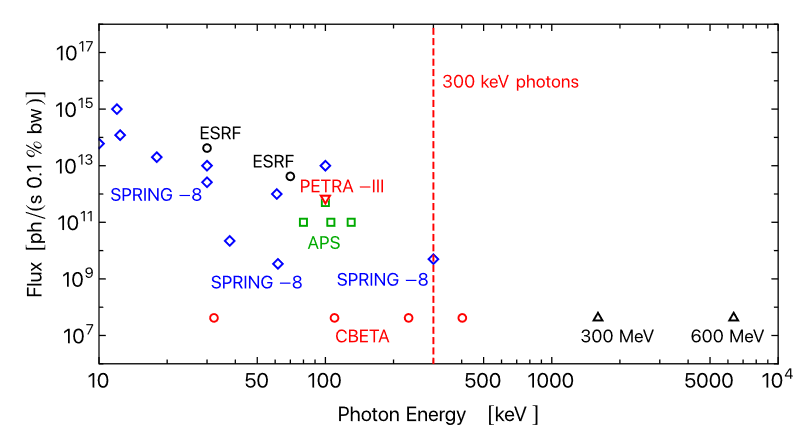 10^17
10^15
10^13
10^11
10^9
10^7
Flux [ph/(s 0.1% bw)]
300 keV photons
ESRF
ESRF
PETRA -III
SPRING -8
APS
SPRING -8
SPRING -8
CBETA
300 MeV
600 MeV
10
50
100
500
1000
5000
10^4
Photon Energy [keV]